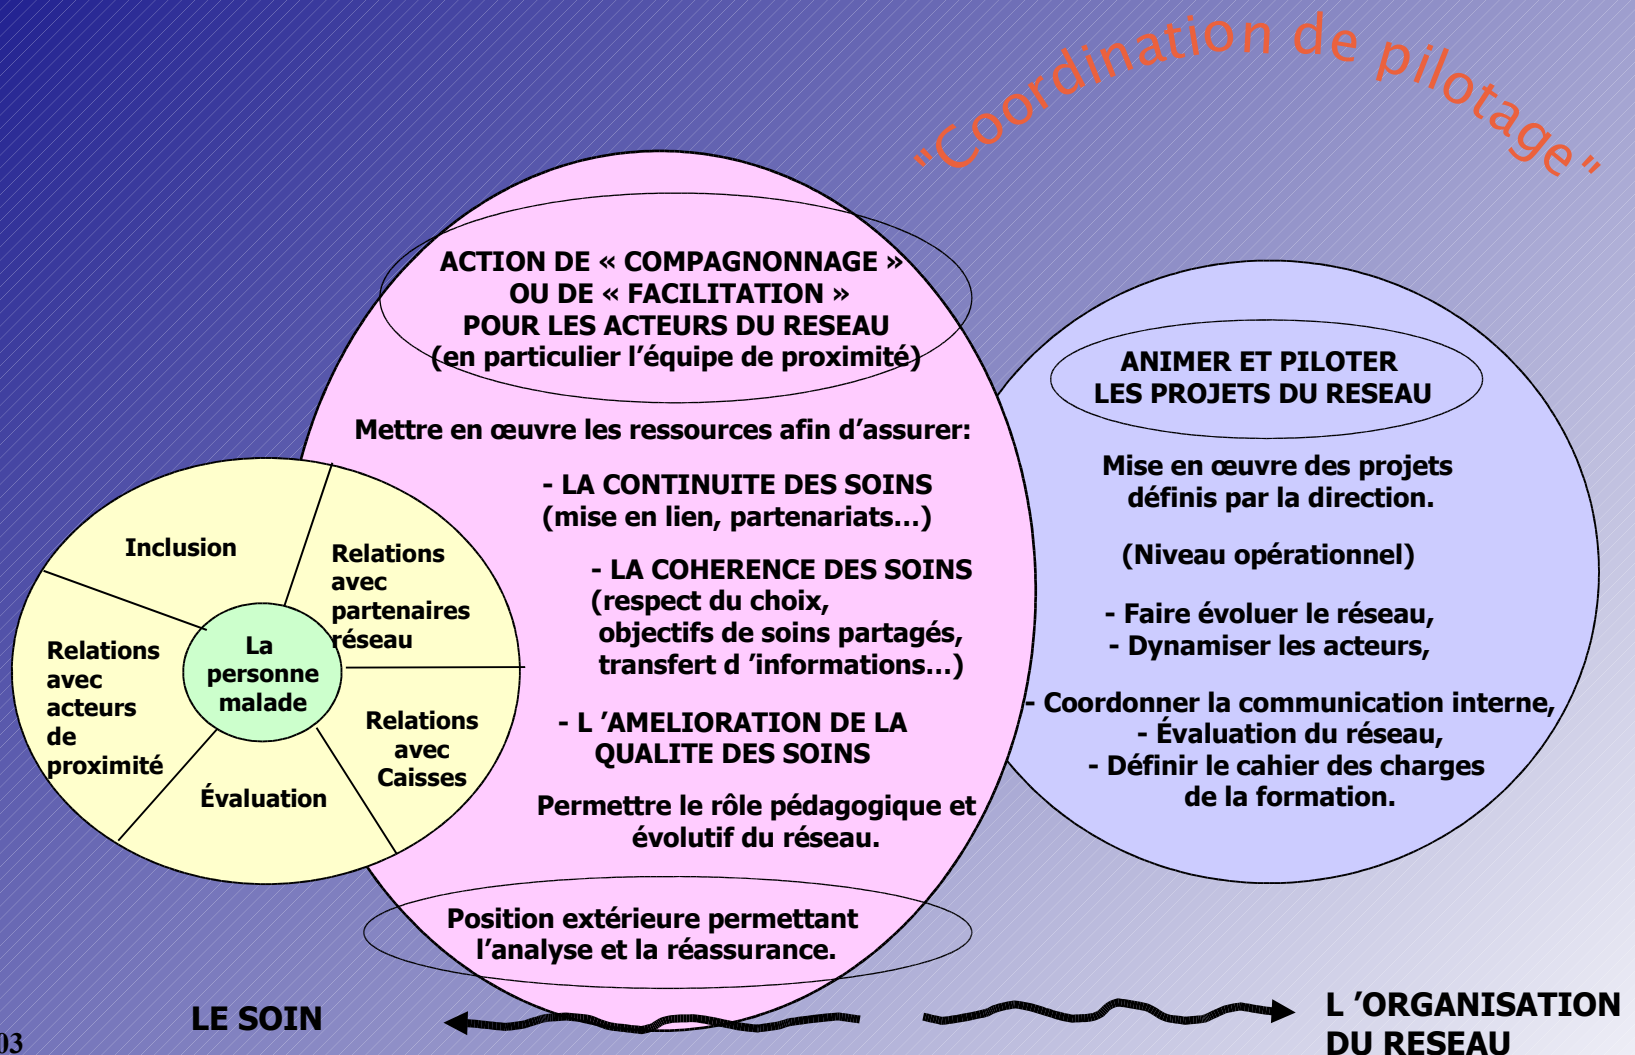 "Coordination de pilotage"
ACTION DE « COMPAGNONNAGE »
OU DE « FACILITATION »
POUR LES ACTEURS DU RESEAU
(en particulier l’équipe de proximité)
Mettre en œuvre les ressources afin d’assurer:
- LA CONTINUITE DES SOINS
(mise en lien, partenariats…)
- LA COHERENCE DES SOINS
(respect du choix,
objectifs de soins partagés,
transfert d ’informations…)
- L ’AMELIORATION DE LA
QUALITE DES SOINS
Permettre le rôle pédagogique et
évolutif du réseau.
Position extérieure permettant
l’analyse et la réassurance.
ANIMER ET PILOTER
LES PROJETS DU RESEAU
Mise en œuvre des projets
définis par la direction.
(Niveau opérationnel)
- Faire évoluer le réseau,
- Dynamiser les acteurs,
- Coordonner la communication interne,
- Évaluation du réseau,
- Définir le cahier des charges
de la formation.
Inclusion
Relations
avec
partenaires
réseau
Relations
avec
acteurs
de
proximité
La
personne
malade
Relations
avec
Caisses
Évaluation
LE SOIN
L ’ORGANISATION
DU RESEAU
03